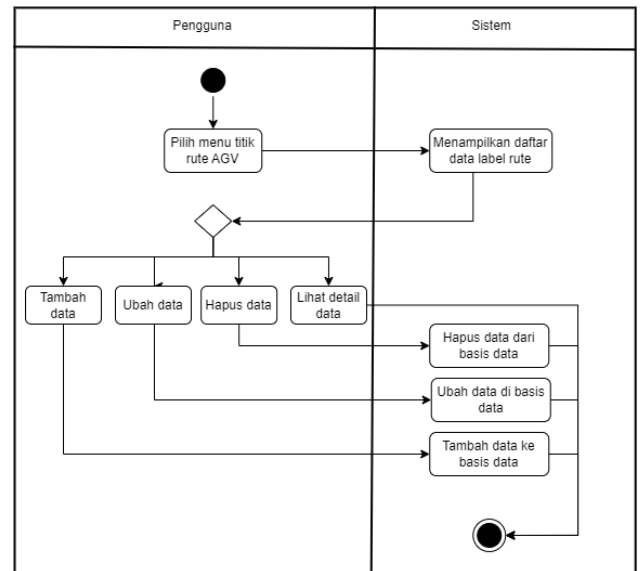 Pengguna
Sistem
Pilih menu titik
rute AGV
Menampilkan daftar
data label rute
Tambah
data
Ubah data
Hapus data
Lihat detail
data
Hapus data dari
basis data
Ubah data di basis
data
Tambah data ke
basis data